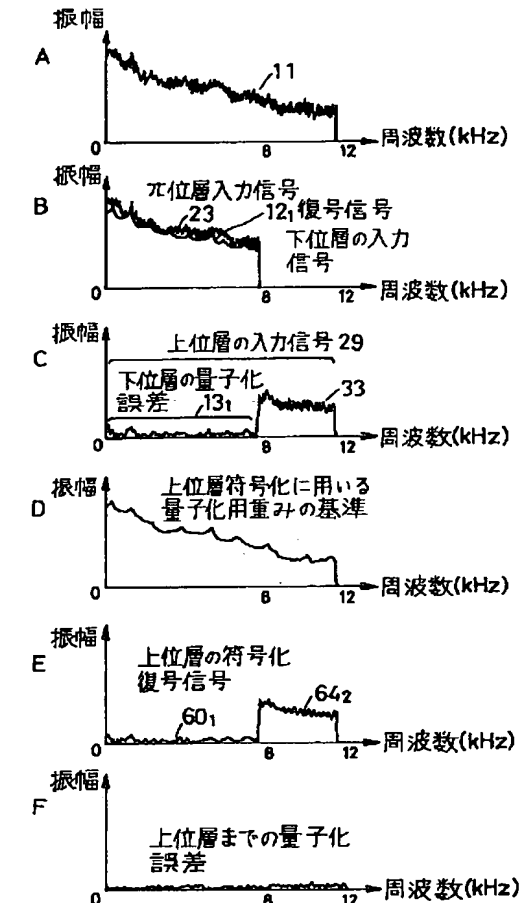 振幅
A
11
0
8
12
周波数(kHz)
振幅
B
π位層入力信号
23
12₁復号信号
下位層の入力
信号
0
8
12
周波数(kHz)
振幅
C
上位層の入力信号29
下位層の量子化
誤差
13₁
33
0
8
12
周波数(kHz)
振幅
D
上位層符号化に用いる
量子化用重みの基準
0
8
12
周波数(kHz)
振幅
E
上位層の符号化
復号信号
60₁
64₂
0
8
12
周波数(kHz)
振幅
F
上位層までの量子化
誤差
0
8
12
周波数(kHz)